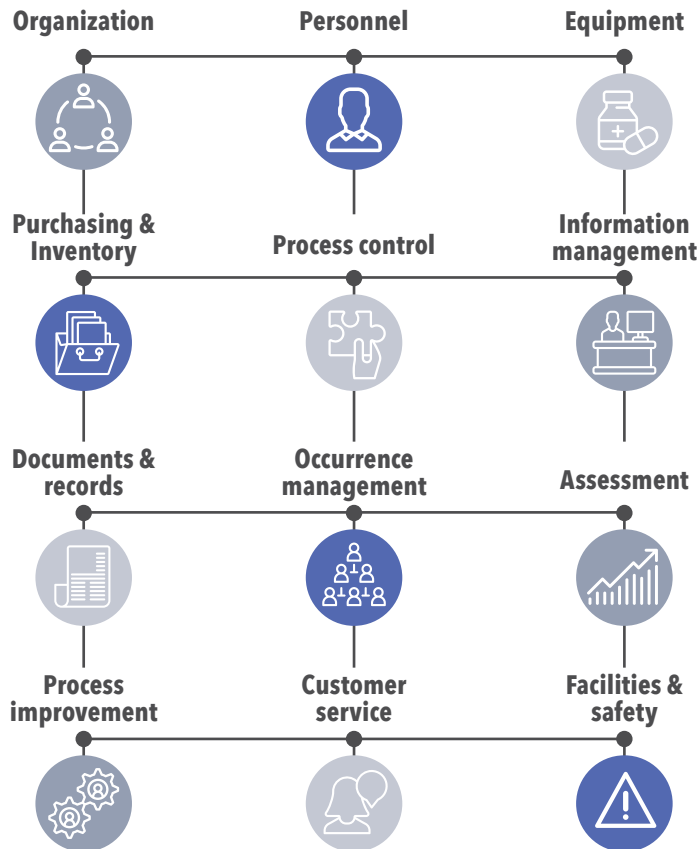 Organization
Personnel
Equipment
Purchasing &
Inventory
Process control
Information
management
Documents &
records
Occurrence
management
Assessment
Process
improvement
Customer
service
Facilities &
safety